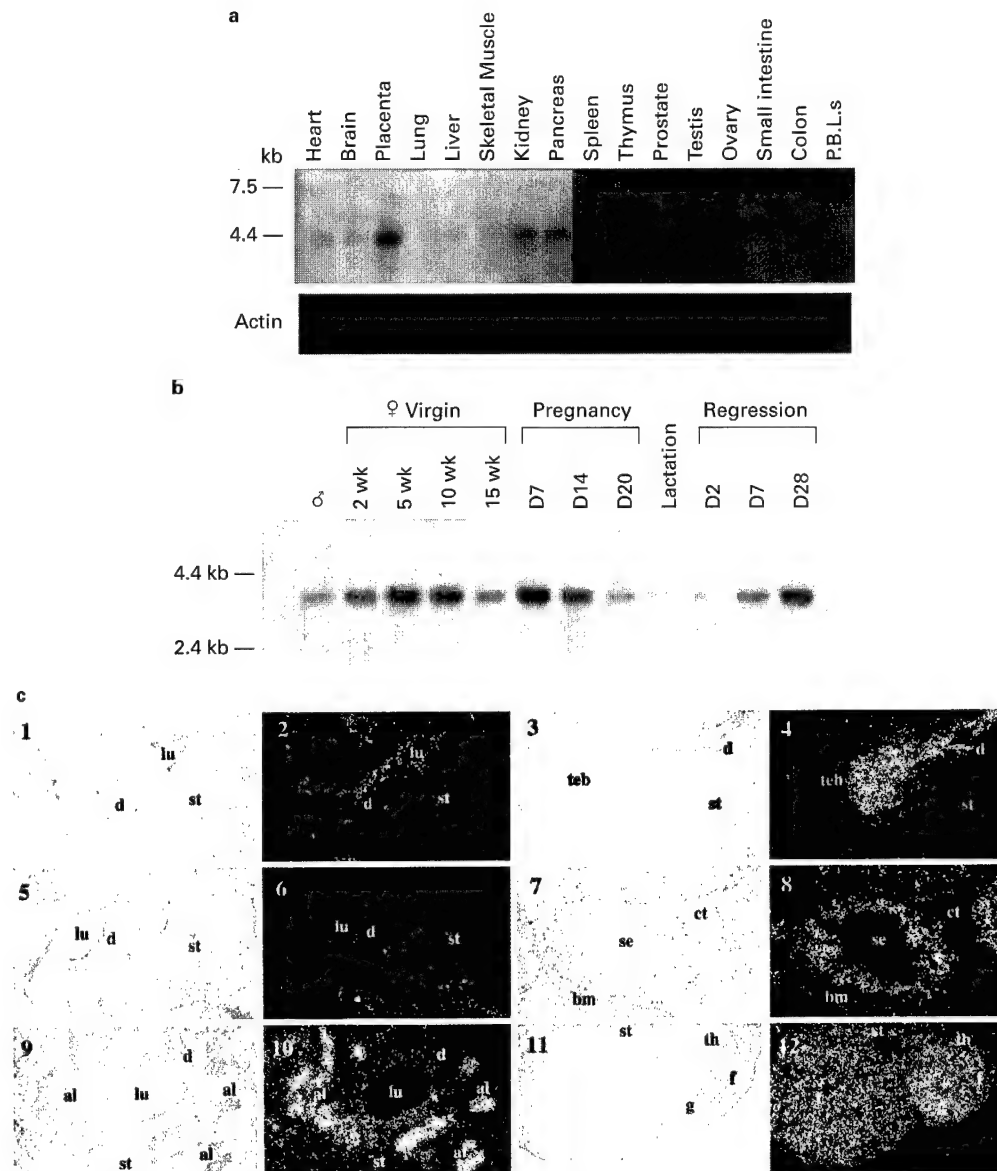 a
kb
Heart
Brain
Placenta
Lung
Liver
Skeletal Muscle
Kidney
Pancreas
Spleen
Thymus
Prostate
Testis
Ovary
Small intestine
Colon
P.B.L.s
7.5 —
4.4 —
Actin
b
♀ Virgin Pregnancy Regression
♂ 2 wk 5 wk 10 wk 15 wk D7 D14 D20 Lactation D2 D7 D28
4.4 kb —
2.4 kb —
c
1 lu d st
2 lu d st
3 d teb st
4 d teb st
5 lu d st
6 lu d st
7 ct se bm
8 ct se bm
9 d al lu al st al
10 d al lu al st al
11 st th f g
12 st th f